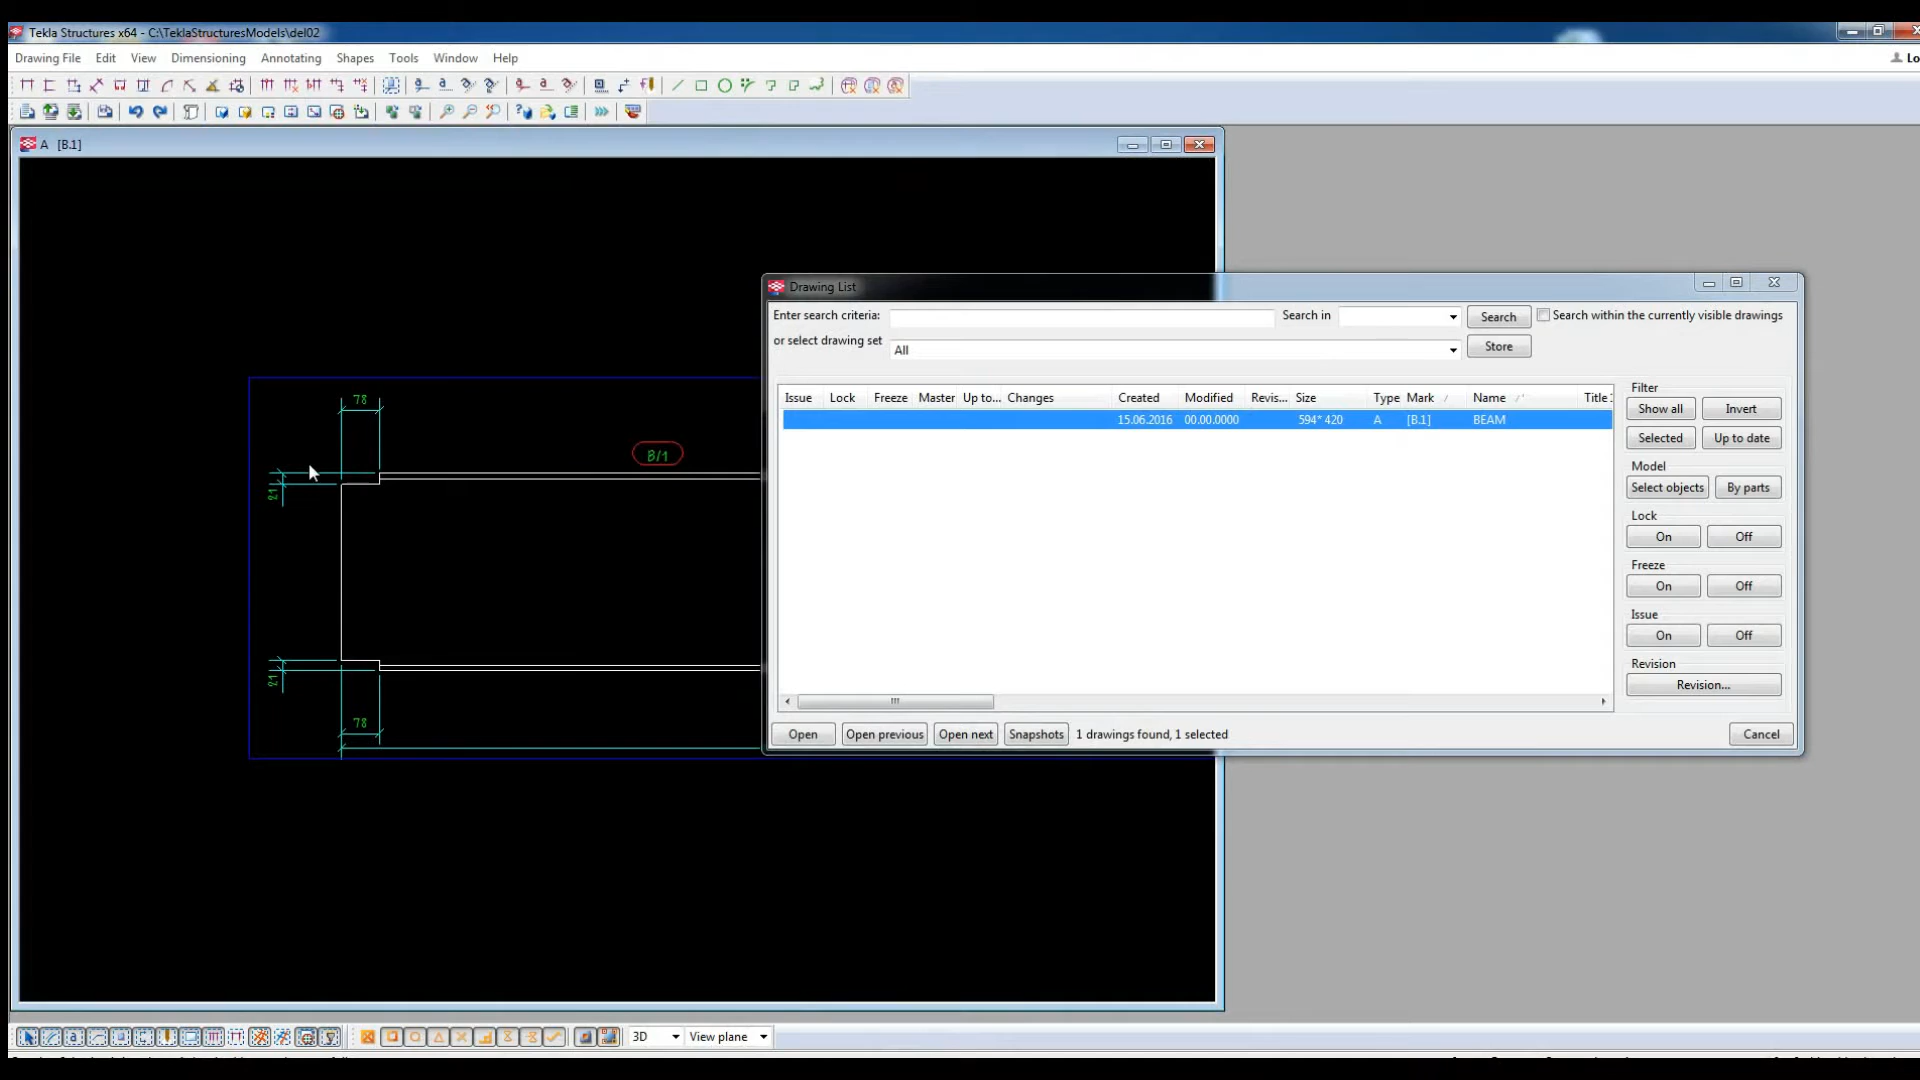 Tekla Structures x64 - C:\TeklaStructuresModels\del02
Drawing File Edit View Dimensioning Annotating Shapes Tools Window Help
Lo
A [B.1]
78
B/1
21
21
78
Drawing List
Enter search criteria: Search in Search Search within the currently visible drawings
or select drawing set All Store
Issue Lock Freeze Master Up to... Changes Created Modified Revis... Size Type Mark Name Title
15.06.2016 00.00.0000 594*420 A [B.1] BEAM
Filter
Show all Invert
Selected Up to date
Model
Select objects By parts
Lock
On Off
Freeze
On Off
Issue
On Off
Revision
Revision...
Open Open previous Open next Snapshots 1 drawings found, 1 selected Cancel
3D View plane